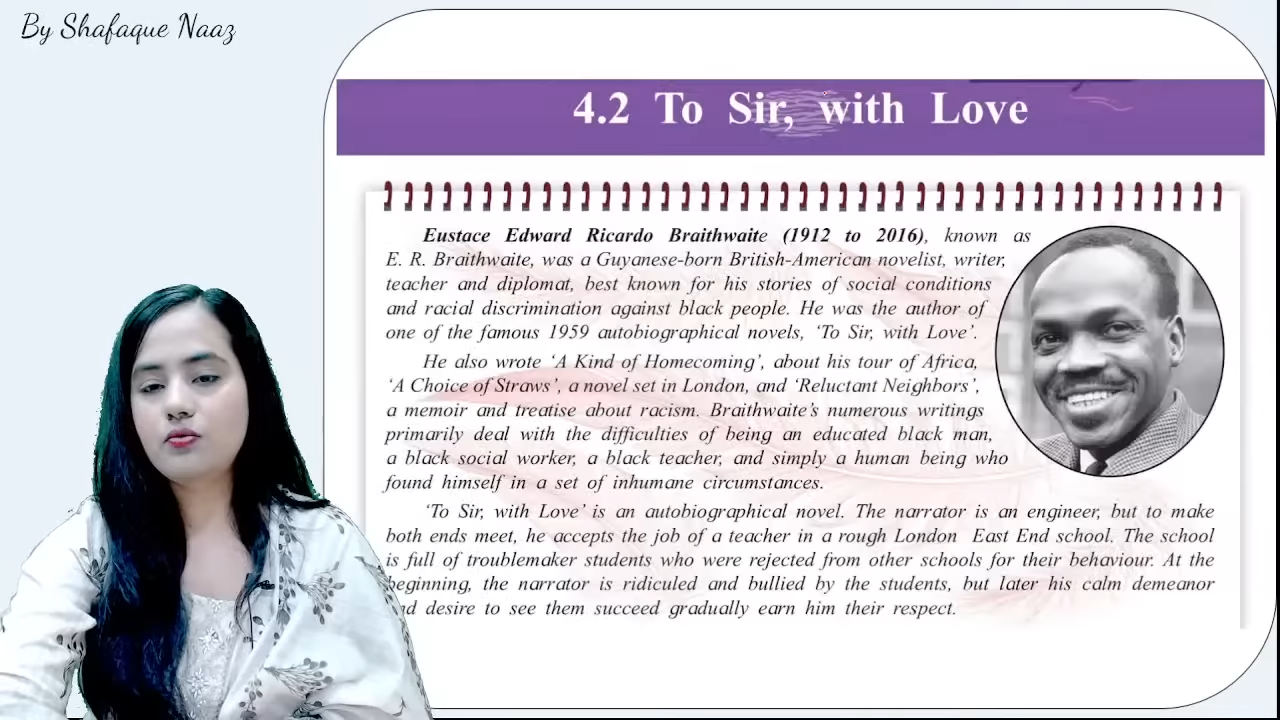 By Shafaque Naaz
4.2 To Sir, with Love
Eustace Edward Ricardo Braithwaite (1912 to 2016), known as
E. R. Braithwaite, was a Guyanese-born British-American novelist, writer,
teacher and diplomat, best known for his stories of social conditions
and racial discrimination against black people. He was the author of
one of the famous 1959 autobiographical novels, ‘To Sir, with Love’.
He also wrote ‘A Kind of Homecoming’, about his tour of Africa,
‘A Choice of Straws’, a novel set in London, and ‘Reluctant Neighbors’,
a memoir and treatise about racism. Braithwaite’s numerous writings
primarily deal with the difficulties of being an educated black man,
a black social worker, a black teacher, and simply a human being who
found himself in a set of inhumane circumstances.
‘To Sir, with Love’ is an autobiographical novel. The narrator is an engineer, but to make
both ends meet, he accepts the job of a teacher in a rough London East End school. The school
is full of troublemaker students who were rejected from other schools for their behaviour. At the
beginning, the narrator is ridiculed and bullied by the students, but later his calm demeanor
and desire to see them succeed gradually earn him their respect.